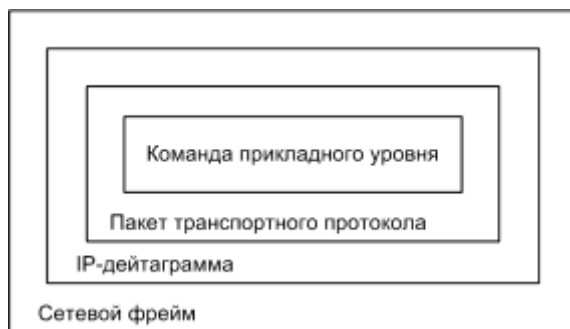 Команда прикладного уровня
Пакет транспортного протокола
IP-дейтаграмма
Сетевой фрейм